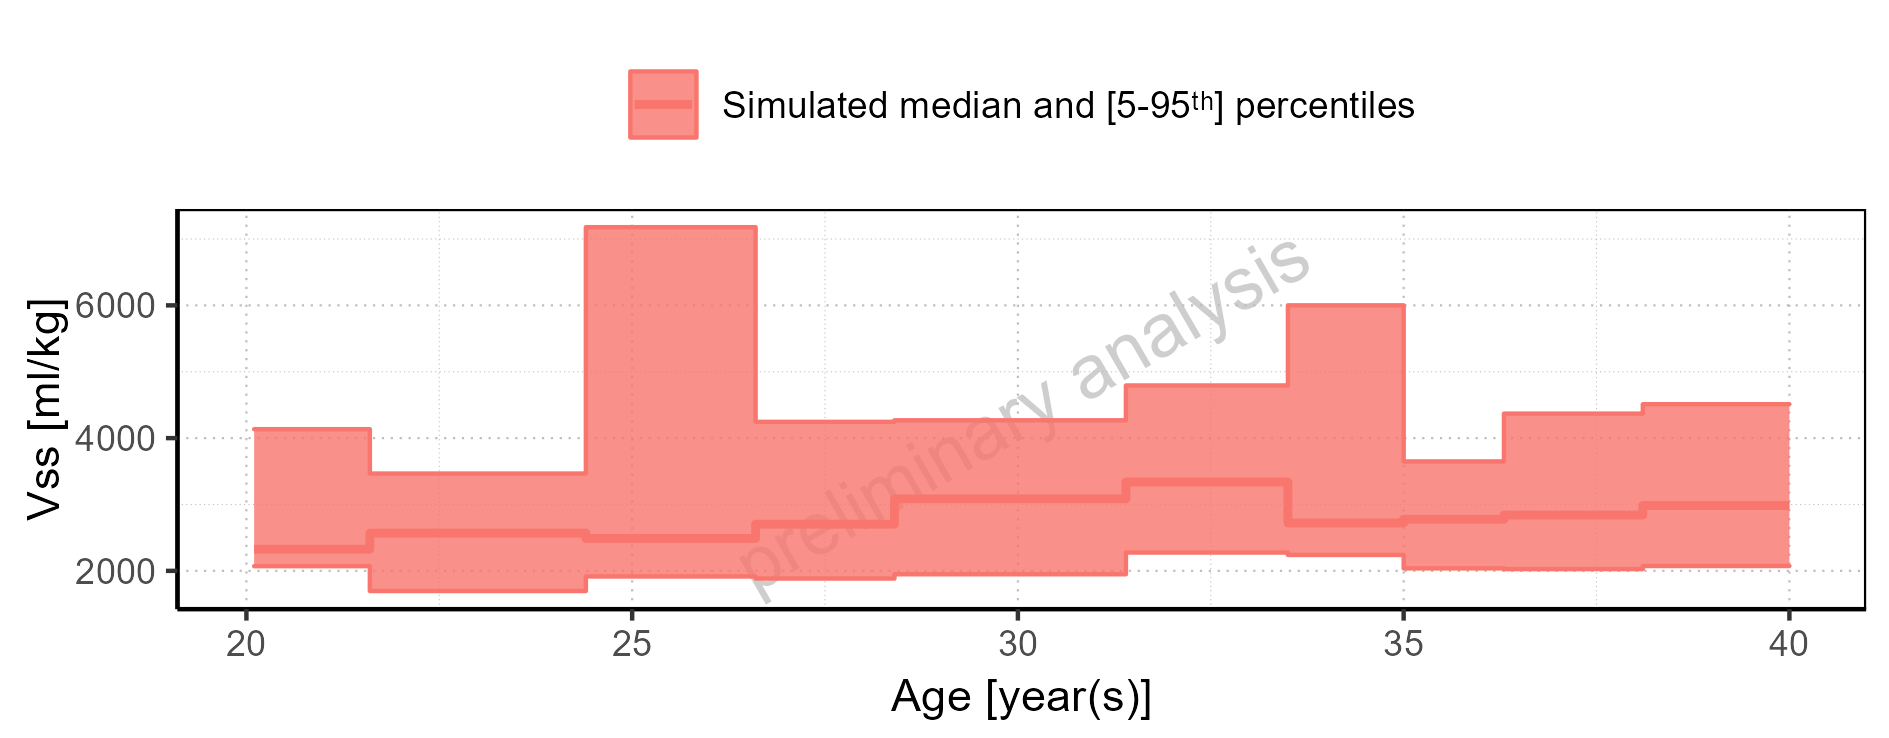 Simulated median and [5-95ᵗʰ] percentiles
Vss [ml/kg]
6000
4000
2000
preliminary analysis
20 25 30 35 40
Age [year(s)]